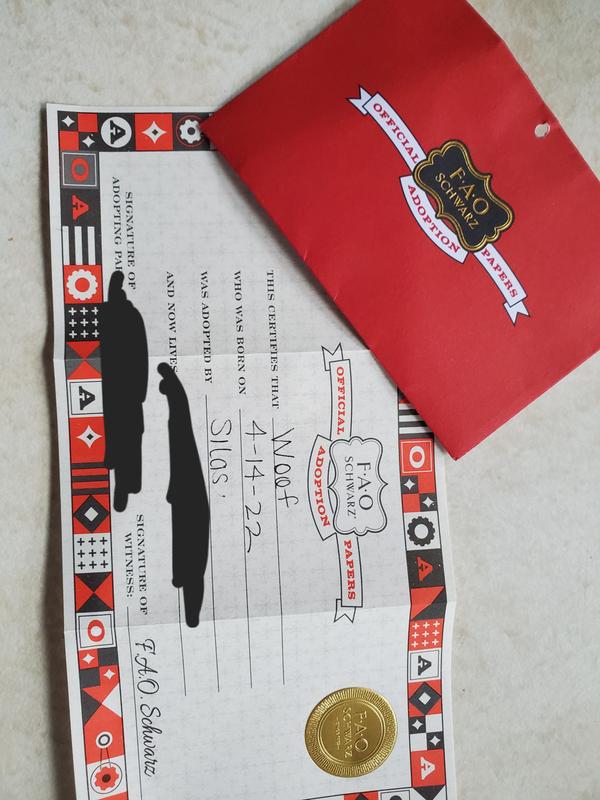 OFFICIAL
F·A·O
SCHWARZ
ADOPTION
PAPERS
OFFICIAL
F·A·O
SCHWARZ
ADOPTION
PAPERS
THIS CERTIFIES THAT Woof
WHO WAS BORN ON 4-14-22
WAS ADOPTED BY Silas
AND NOW LIVES
SIGNATURE OF
ADOPTING
SIGNATURE OF
WITNESS: F.A.O. Schwarz
FAO
SCHWARZ